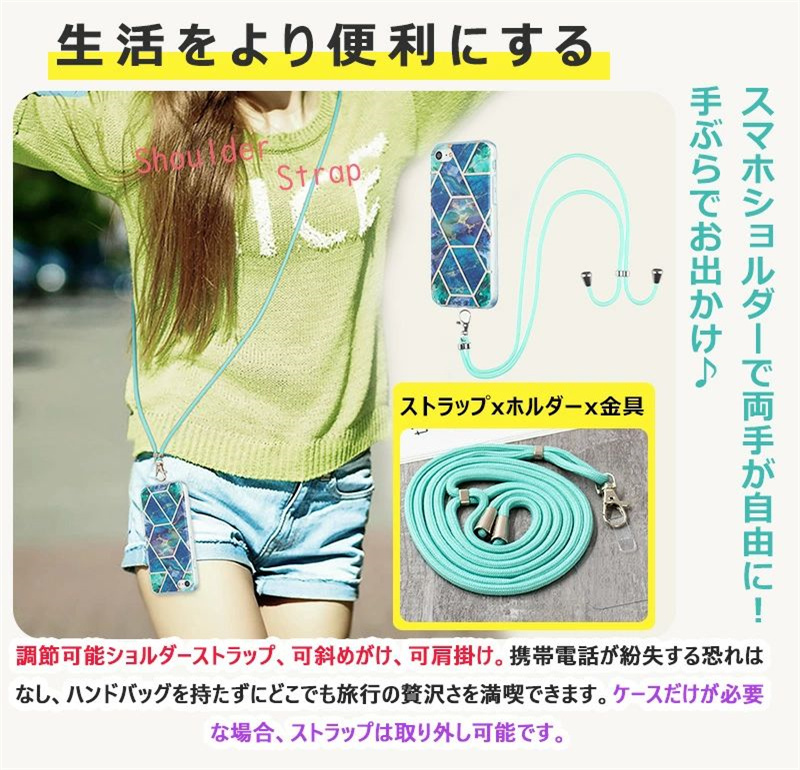 生活をより便利にする
スマホショルダーで両手が自由に！
手ぶらでお出かけ♪
Shoulder
Strap
ICE
ストラップxホルダーx金具
調節可能ショルダーストラップ、可斜めがけ、可肩掛け。携帯電話が紛失する恐れは
なし、ハンドバッグを持たずにどこでも旅行の贅沢さを満喫できます。ケースだけが必要
な場合、ストラップは取り外し可能です。